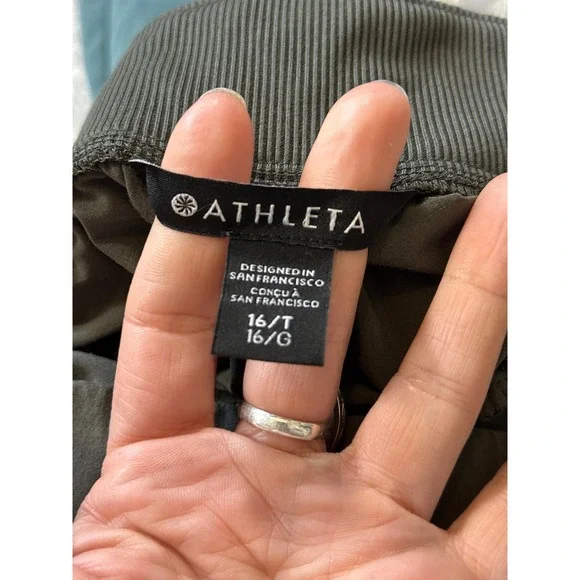 ATHLETA
DESIGNED IN
SAN FRANCISCO
CONÇU À
SAN FRANCISCO
16/T
16/G